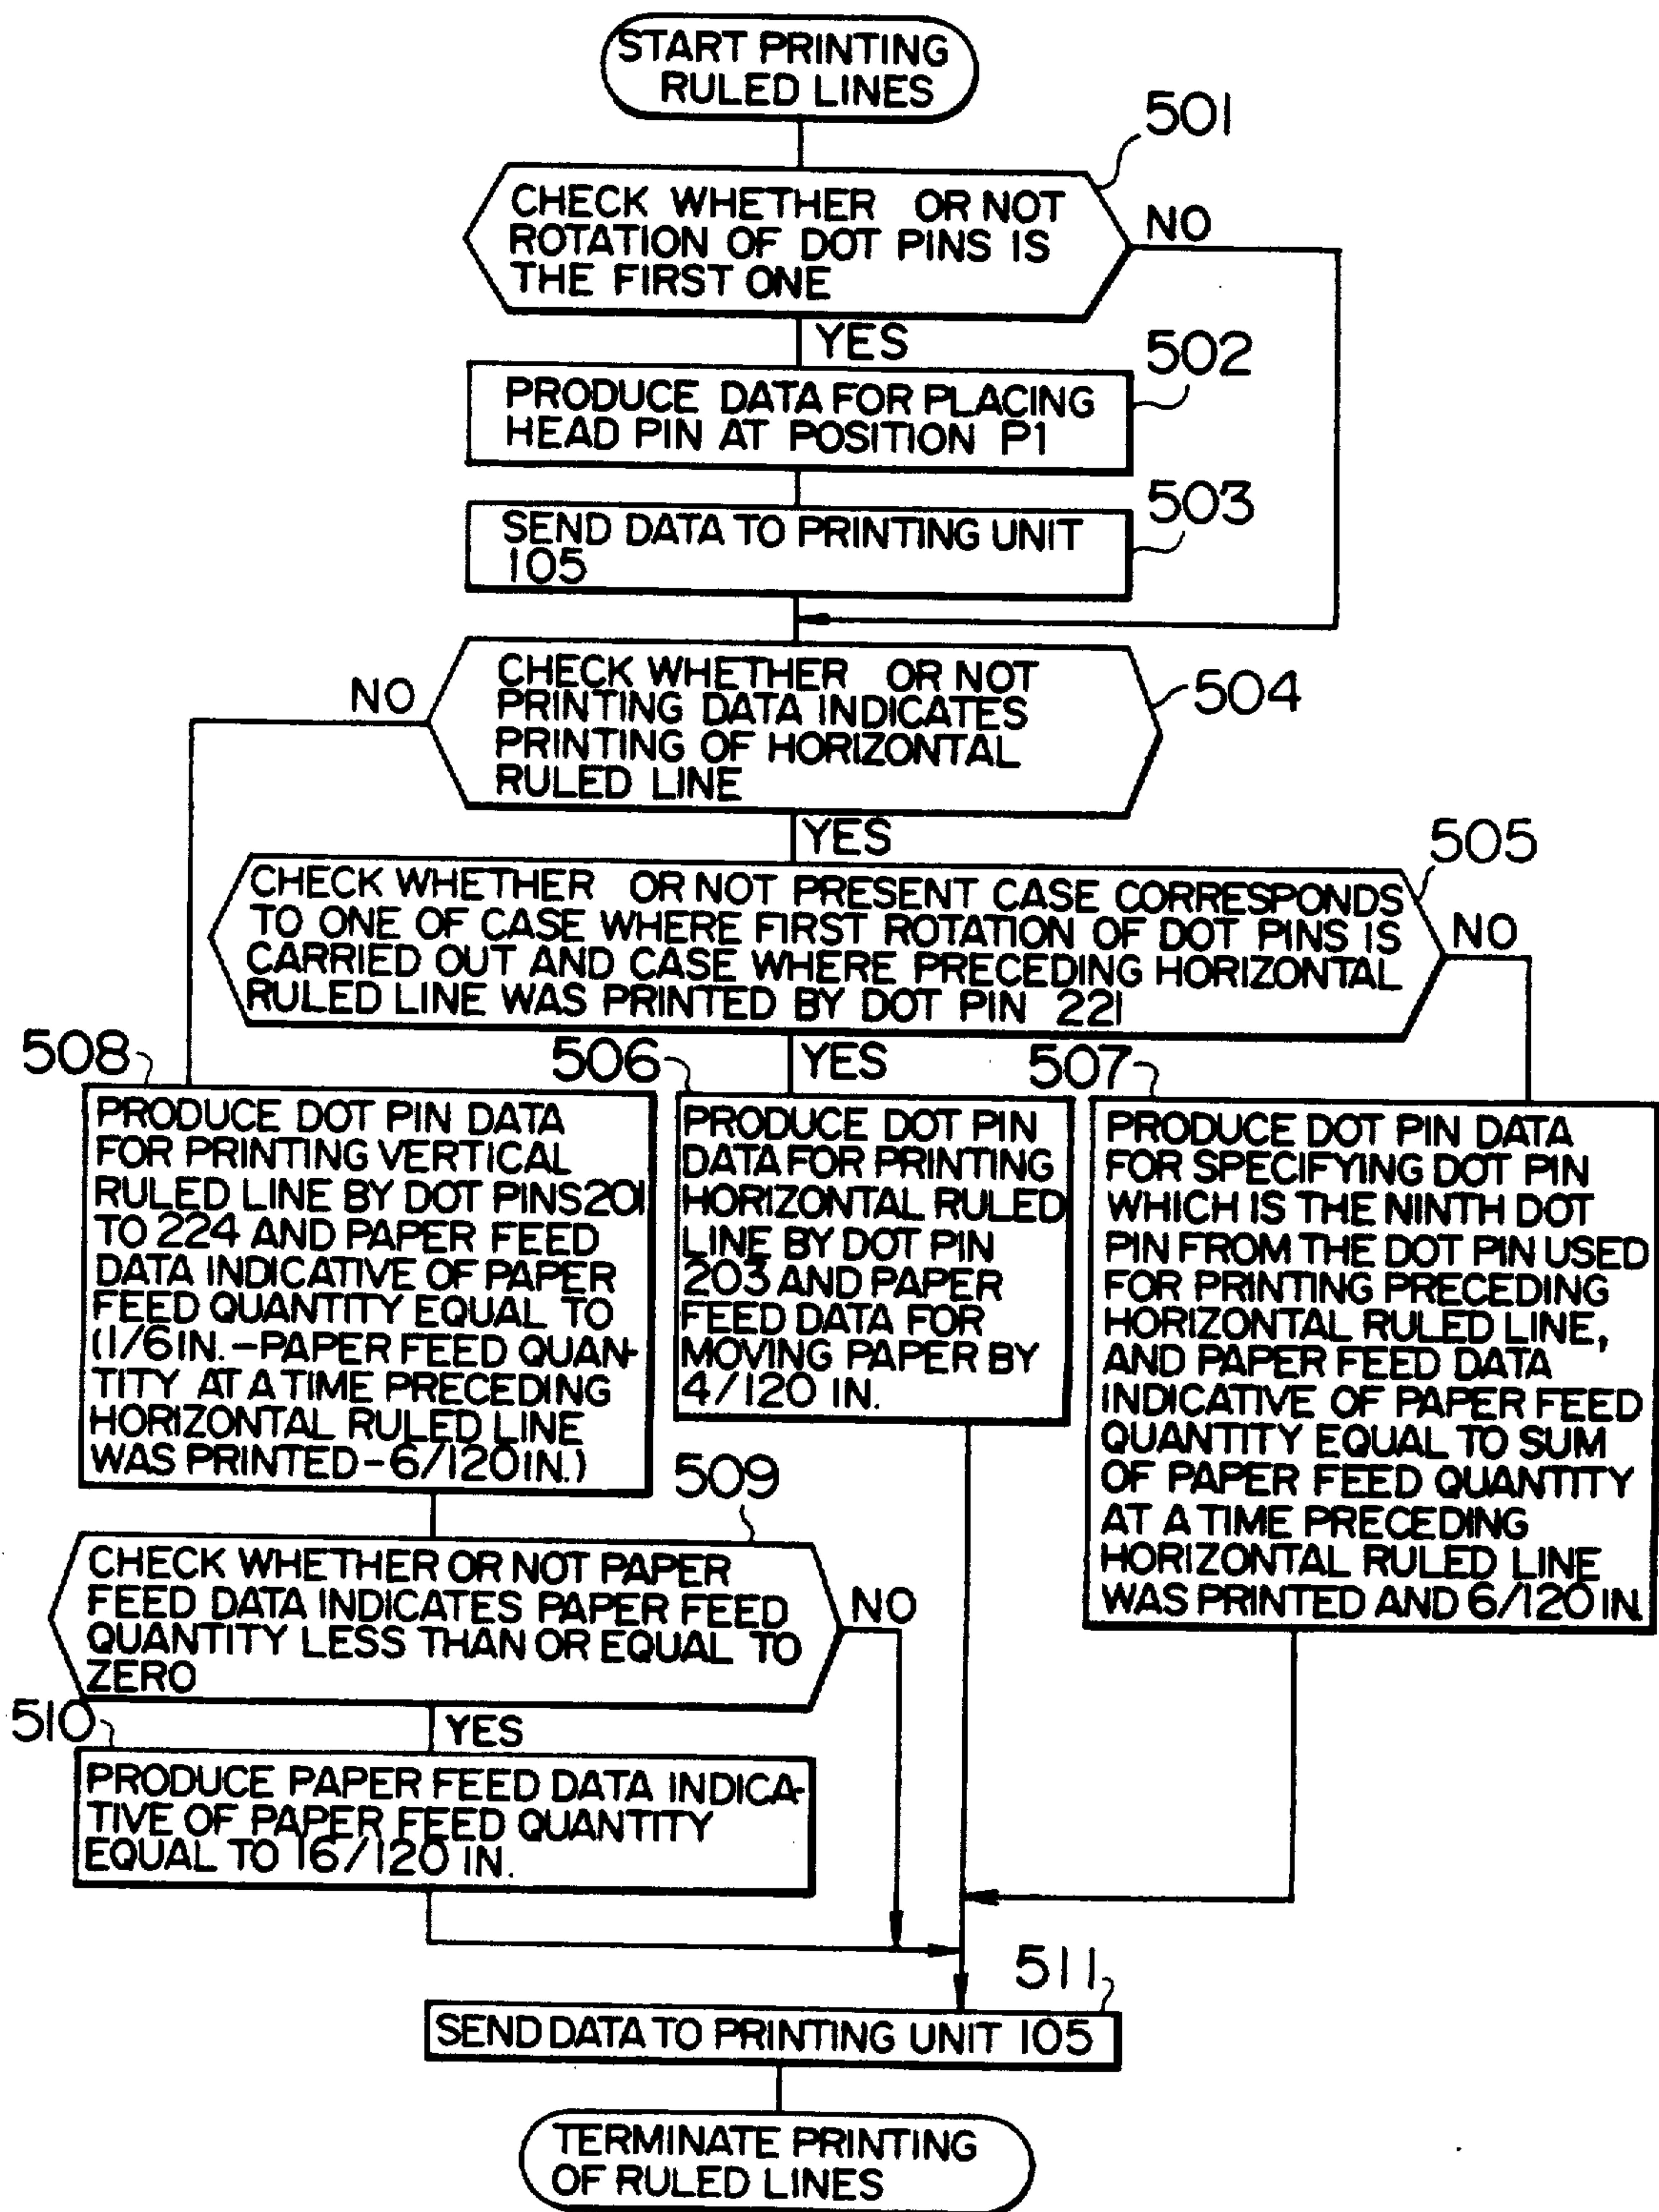 START PRINTING
RULED LINES
501
CHECK WHETHER OR NOT
ROTATION OF DOT PINS IS
THE FIRST ONE
NO
YES
502
PRODUCE DATA FOR PLACING
HEAD PIN AT POSITION P1
503
SEND DATA TO PRINTING UNIT
105
CHECK WHETHER OR NOT
PRINTING DATA INDICATES
PRINTING OF HORIZONTAL
RULED LINE
504
NO
YES
505
CHECK WHETHER OR NOT PRESENT CASE CORRESPONDS
TO ONE OF CASE WHERE FIRST ROTATION OF DOT PINS IS
CARRIED OUT AND CASE WHERE PRECEDING HORIZONTAL
RULED LINE WAS PRINTED BY DOT PIN 221
NO
YES
508
PRODUCE DOT PIN DATA
FOR PRINTING VERTICAL
RULED LINE BY DOT PINS 201
TO 224 AND PAPER FEED
DATA INDICATIVE OF PAPER
FEED QUANTITY EQUAL TO
(1/6 IN.-PAPER FEED QUAN-
TITY AT A TIME PRECEDING
HORIZONTAL RULED LINE
WAS PRINTED-6/120 IN.)
506
PRODUCE DOT PIN
DATA FOR PRINTING
HORIZONTAL RULED
LINE BY DOT PIN
203 AND PAPER
FEED DATA FOR
MOVING PAPER BY
4/120 IN.
507
PRODUCE DOT PIN DATA
FOR SPECIFYING DOT PIN
WHICH IS THE NINTH DOT
PIN FROM THE DOT PIN USED
FOR PRINTING PRECEDING
HORIZONTAL RULED LINE,
AND PAPER FEED DATA
INDICATIVE OF PAPER FEED
QUANTITY EQUAL TO SUM
OF PAPER FEED QUANTITY
AT A TIME PRECEDING
HORIZONTAL RULED LINE
WAS PRINTED AND 6/120 IN.
509
CHECK WHETHER OR NOT PAPER
FEED DATA INDICATES PAPER FEED
QUANTITY LESS THAN OR EQUAL TO
ZERO
NO
YES
510
PRODUCE PAPER FEED DATA INDICA-
TIVE OF PAPER FEED QUANTITY
EQUAL TO 16/120 IN.
511
SEND DATA TO PRINTING UNIT 105
TERMINATE PRINTING
OF RULED LINES